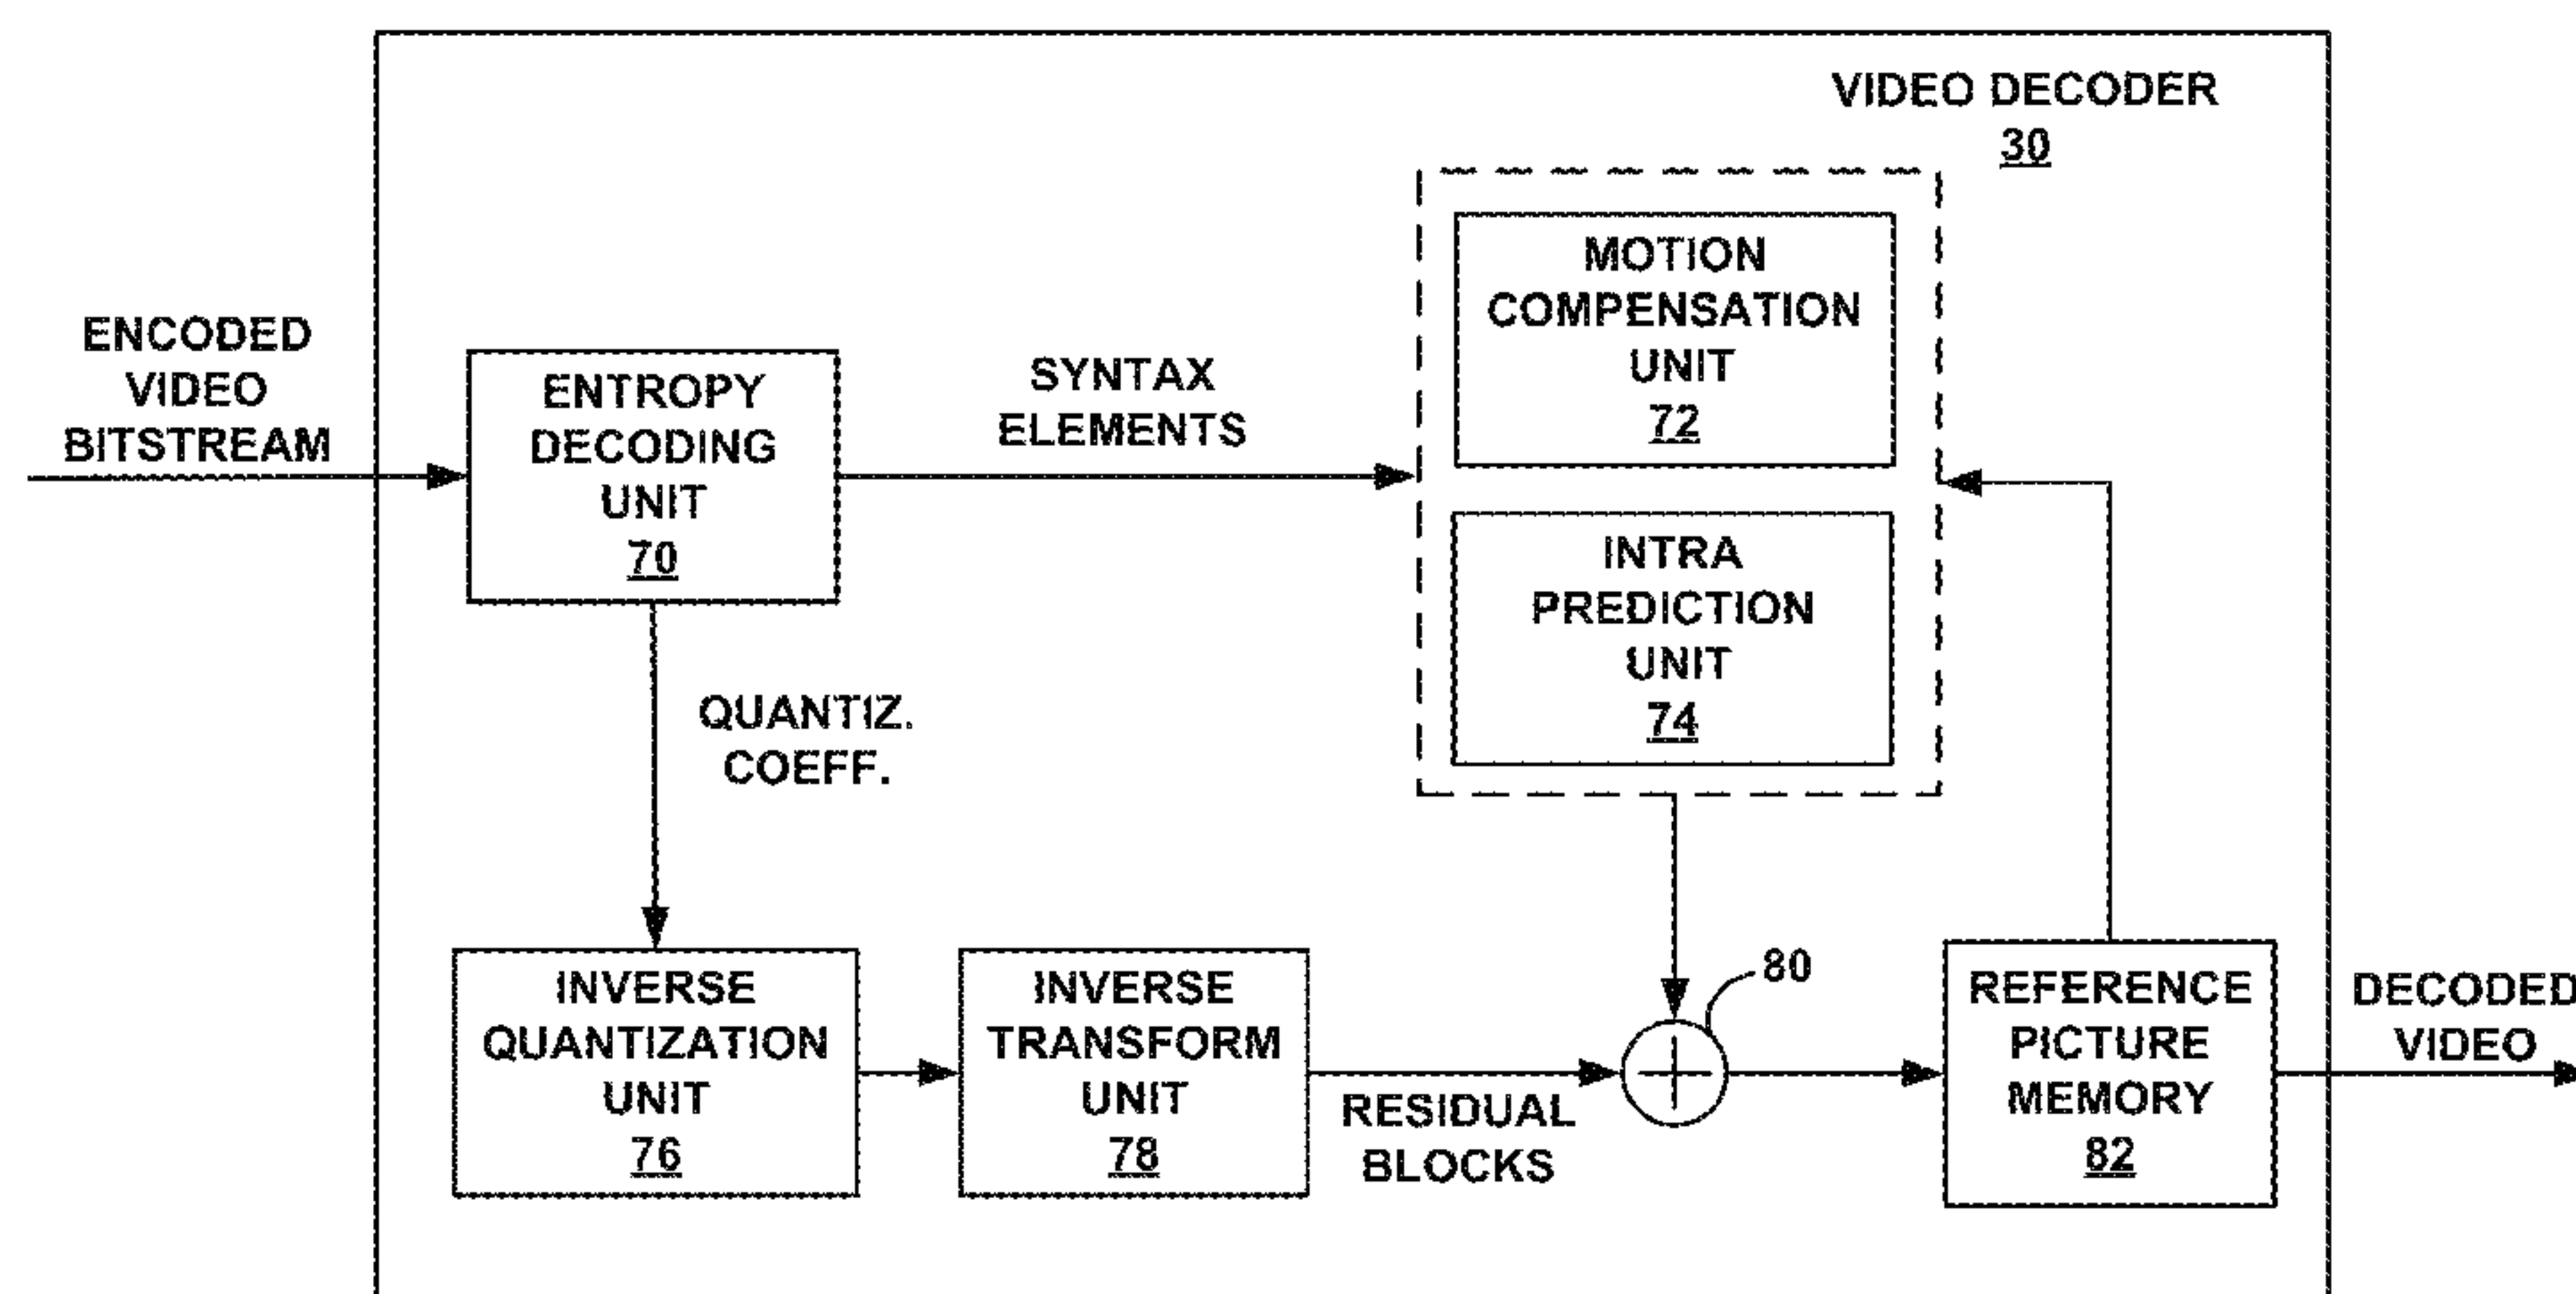 VIDEO DECODER
30
ENCODED
VIDEO
BITSTREAM
ENTROPY
DECODING
UNIT
70
SYNTAX
ELEMENTS
MOTION
COMPENSATION
UNIT
72
INTRA
PREDICTION
UNIT
74
QUANTIZ.
COEFF.
INVERSE
QUANTIZATION
UNIT
76
INVERSE
TRANSFORM
UNIT
78
RESIDUAL
BLOCKS
80
REFERENCE
PICTURE
MEMORY
82
DECODED
VIDEO